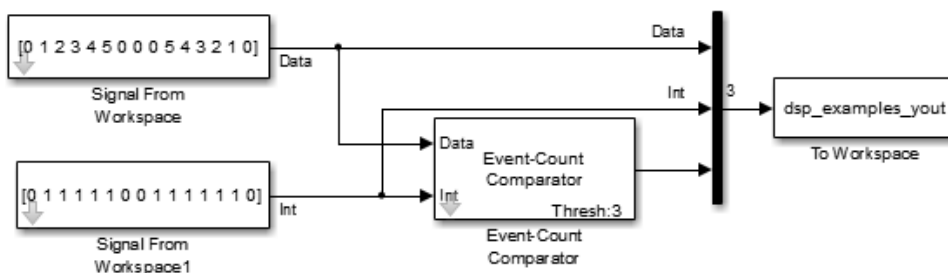 [0 1 2 3 4 5 0 0 0 5 4 3 2 1 0]
Data
Signal From
Workspace
[0 1 1 1 1 1 0 0 1 1 1 1 1 1 0]
Int
Signal From
Workspace1
Data
Int
Event-Count
Comparator
Thresh:3
Event-Count
Comparator
Data
Int
3
dsp_examples_yout
To Workspace